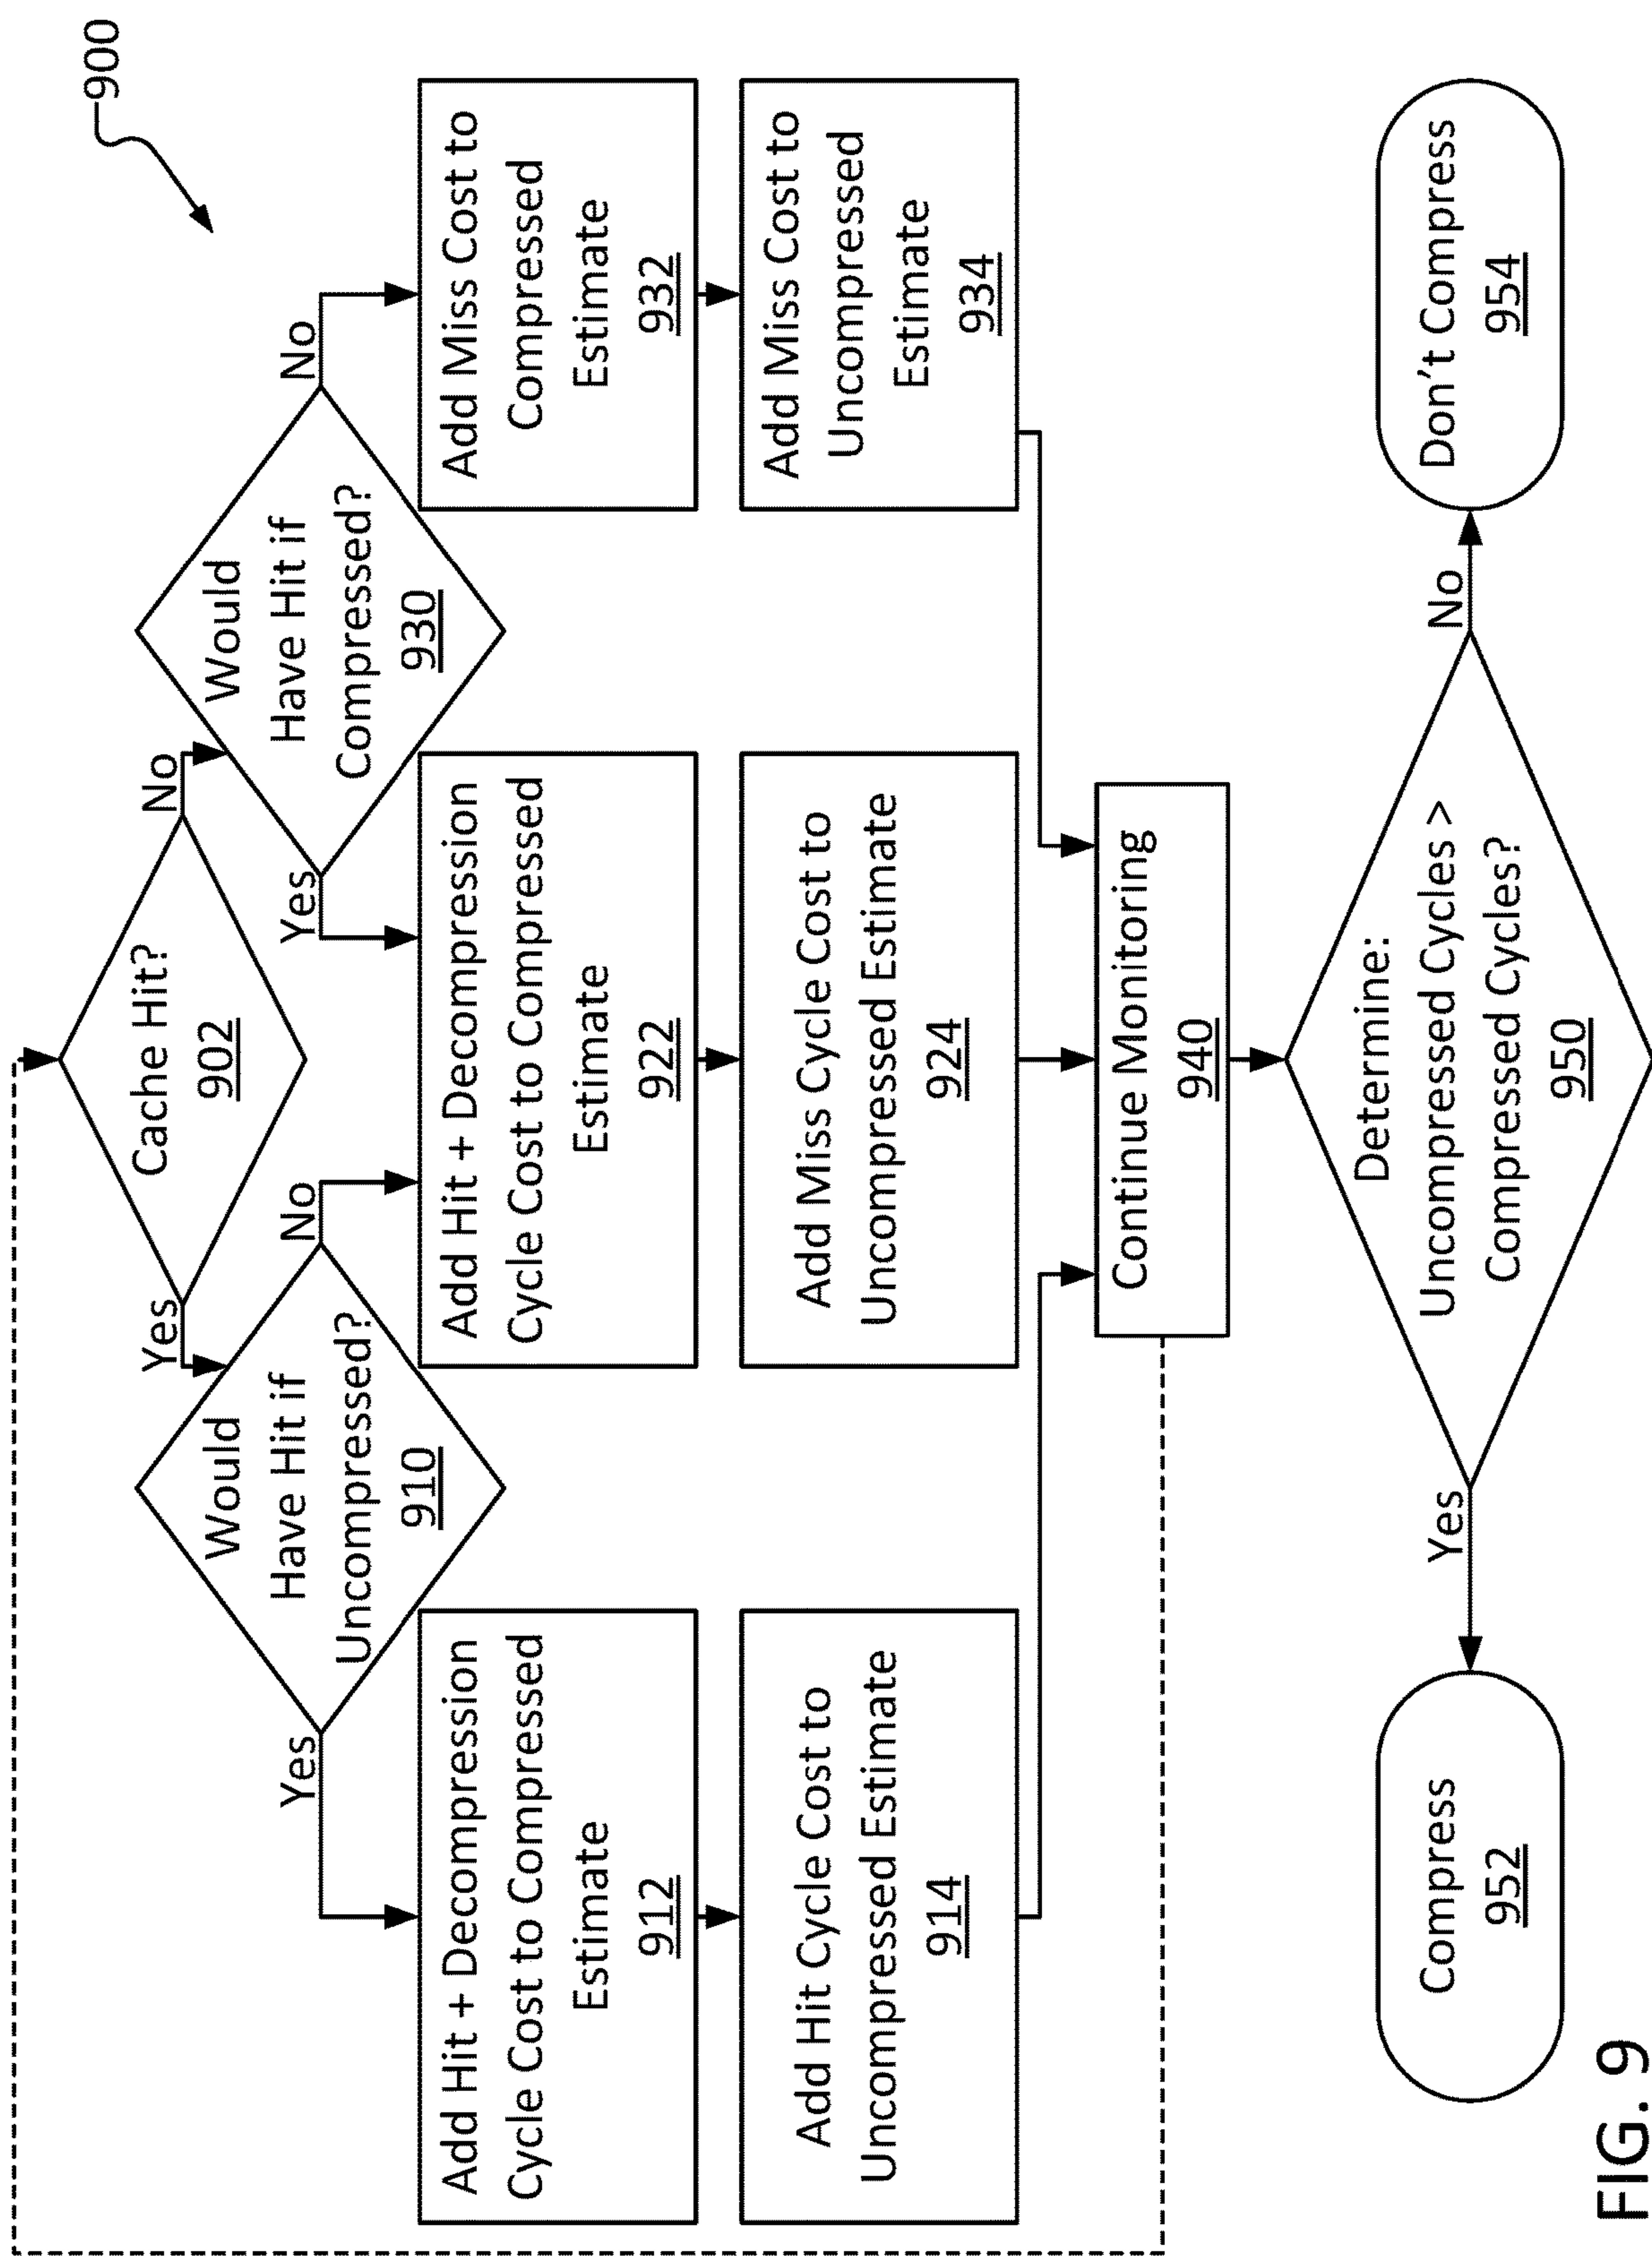 900
Cache Hit?
902
Yes
No
Would
Have Hit if
Uncompressed?
910
Yes
No
Would
Have Hit if
Compressed?
930
Yes
No
Add Hit + Decompression
Cycle Cost to Compressed
Estimate
912
Add Hit + Decompression
Cycle Cost to Compressed
Estimate
922
Add Miss Cost to
Compressed
Estimate
932
Add Hit Cycle Cost to
Uncompressed Estimate
914
Add Miss Cycle Cost to
Uncompressed Estimate
924
Add Miss Cost to
Uncompressed
Estimate
934
Continue Monitoring
940
Determine:
Uncompressed Cycles >
Compressed Cycles?
950
Yes
No
Compress
952
Don't Compress
954
FIG. 9